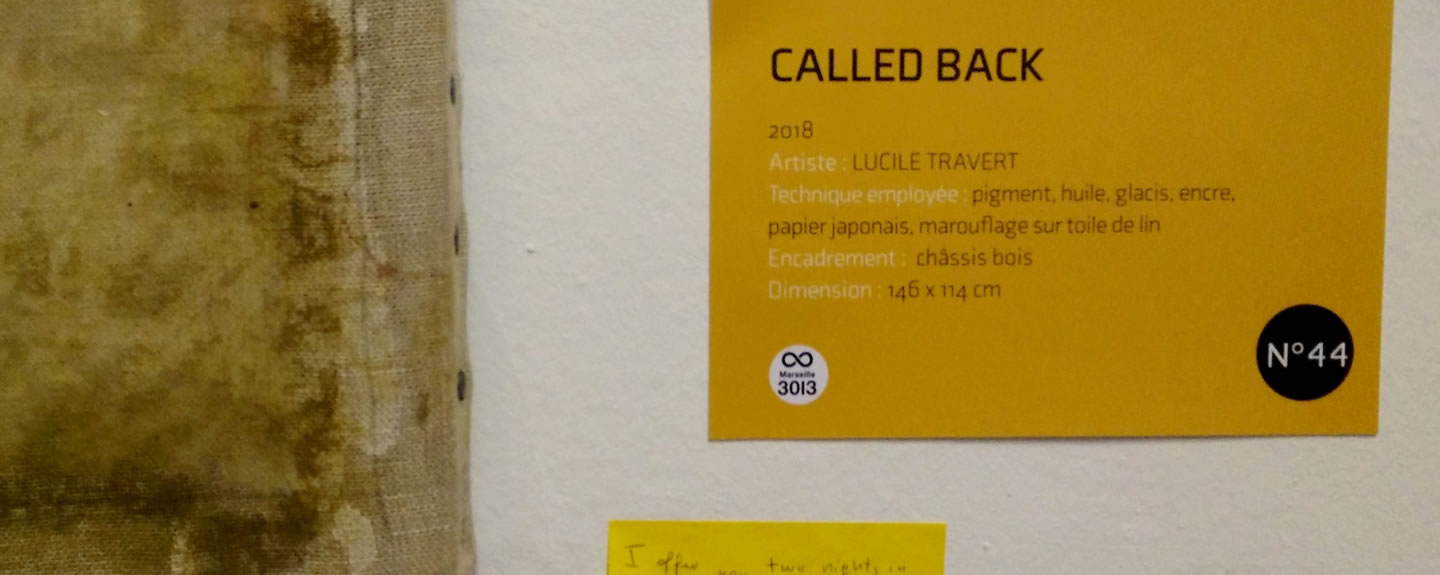 CALLED BACK
2018
Artiste : LUCILE TRAVERT
Technique employée : pigment, huile, glacis, encre,
papier japonais, marouflage sur toile de lin
Encadrement : châssis bois
Dimension : 146 x 114 cm
N°44
Marseille
3013
I offer you two nights in